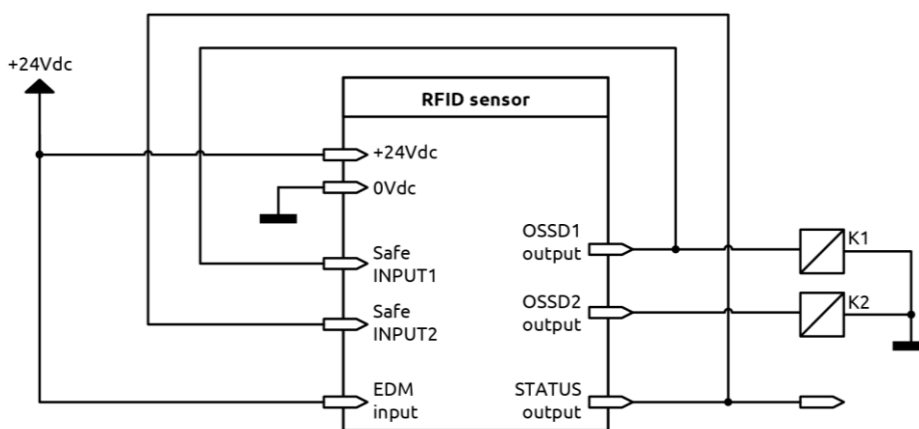 +24Vdc
RFID sensor
+24Vdc
0Vdc
Safe
INPUT1
Safe
INPUT2
EDM
input
OSSD1
output
OSSD2
output
STATUS
output
K1
K2